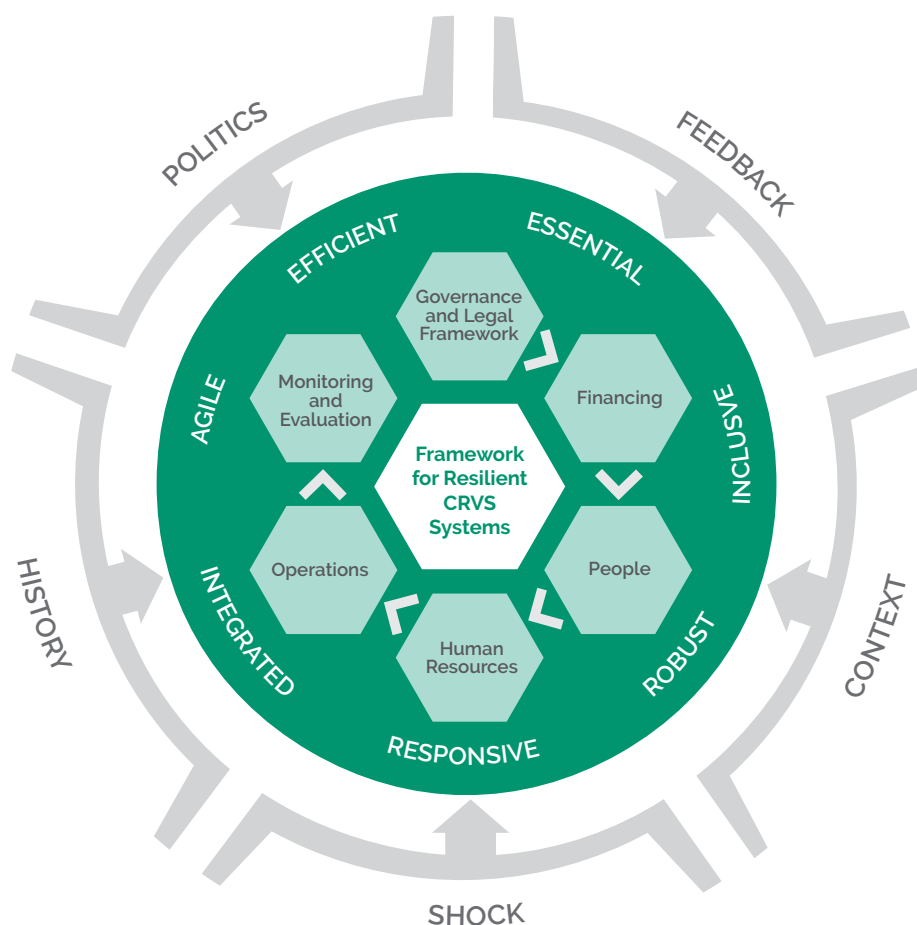 POLITICS
FEEDBACK
EFFICIENT
ESSENTIAL
Governance
and Legal
Framework
AGILE
Monitoring
and
Evaluation
Financing
INCLUSVE
Framework
for Resilient
CRVS
Systems
HISTORY
INTEGRATED
Operations
People
ROBUST
CONTEXT
Human
Resources
RESPONSIVE
SHOCK